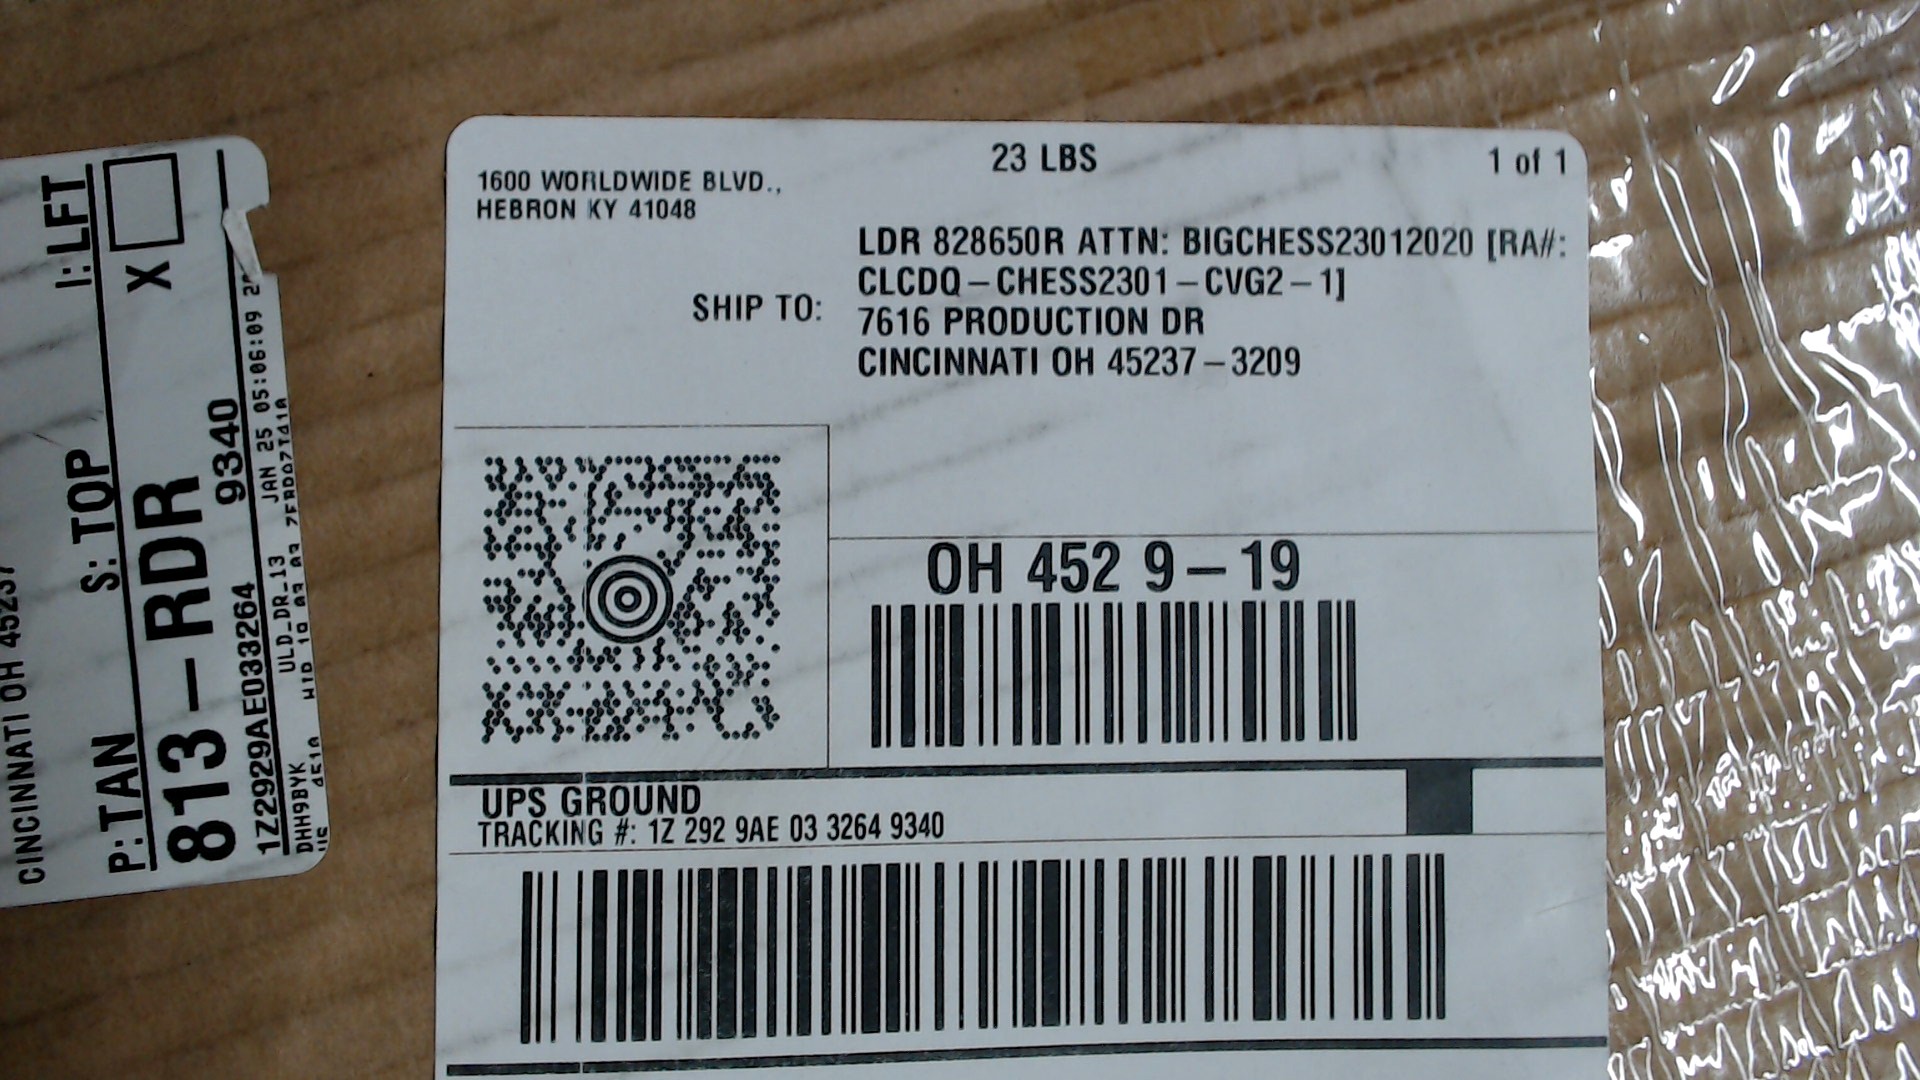 1600 WORLDWIDE BLVD.,
HEBRON KY 41048
23 LBS
1 of 1
SHIP TO:
LDR 828650R ATTN: BIGCHESS23012020 [RA#:
CLCDQ-CHESS2301-CVG2-1]
7616 PRODUCTION DR
CINCINNATI OH 45237-3209
OH 452 9-19
UPS GROUND
TRACKING #: 1Z 292 9AE 03 3264 9340
CINCINNATI OH 45237
P: TAN S: TOP I: LFT
813-RDR X
1Z2929AE033264 9340
DHH9BYK ULD_DR_13 JAN 25 05:06:09
US